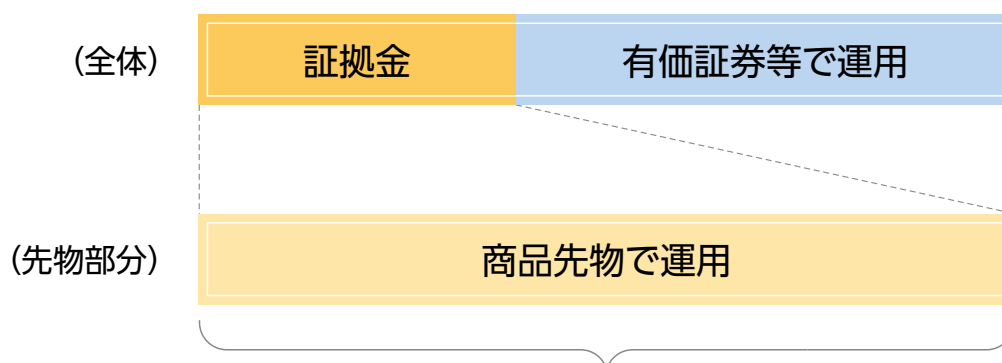 （全体）
証拠金
有価証券等で運用
（先物部分）
商品先物で運用